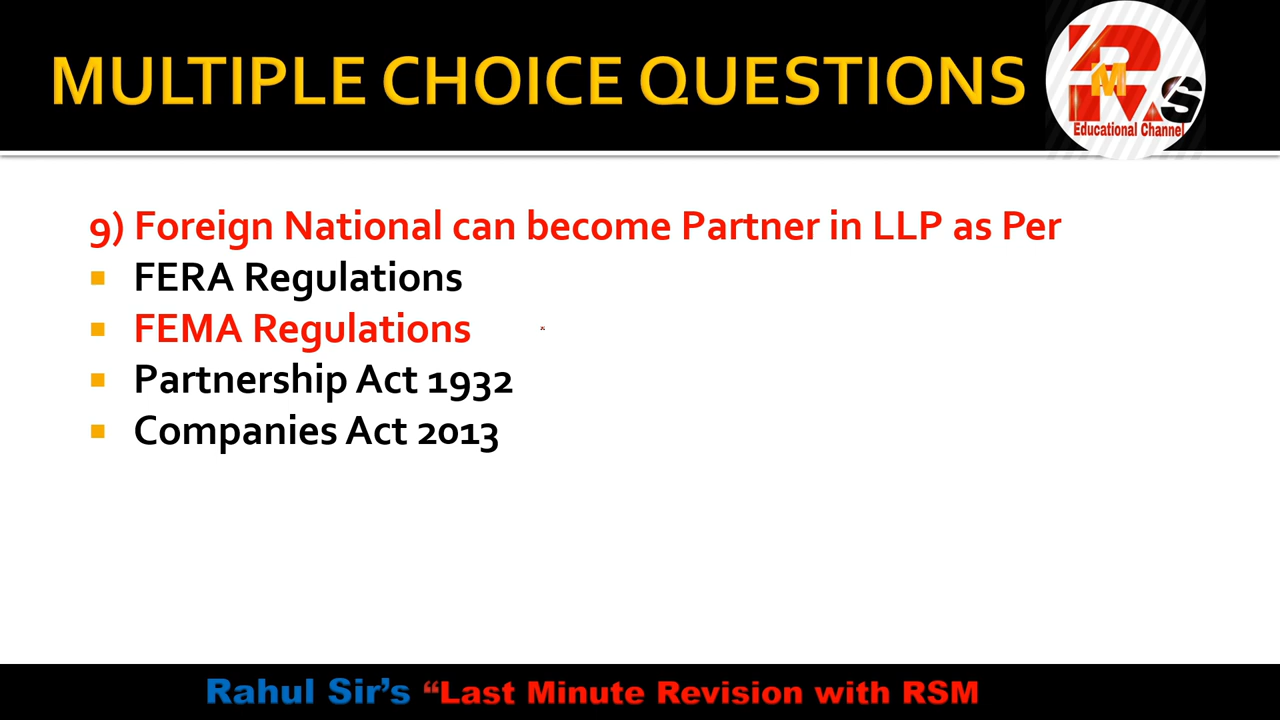 MULTIPLE CHOICE QUESTIONS
RMS
Educational Channel
9) Foreign National can become Partner in LLP as Per
FERA Regulations
FEMA Regulations
Partnership Act 1932
Companies Act 2013
Rahul Sir's "Last Minute Revision with RSM